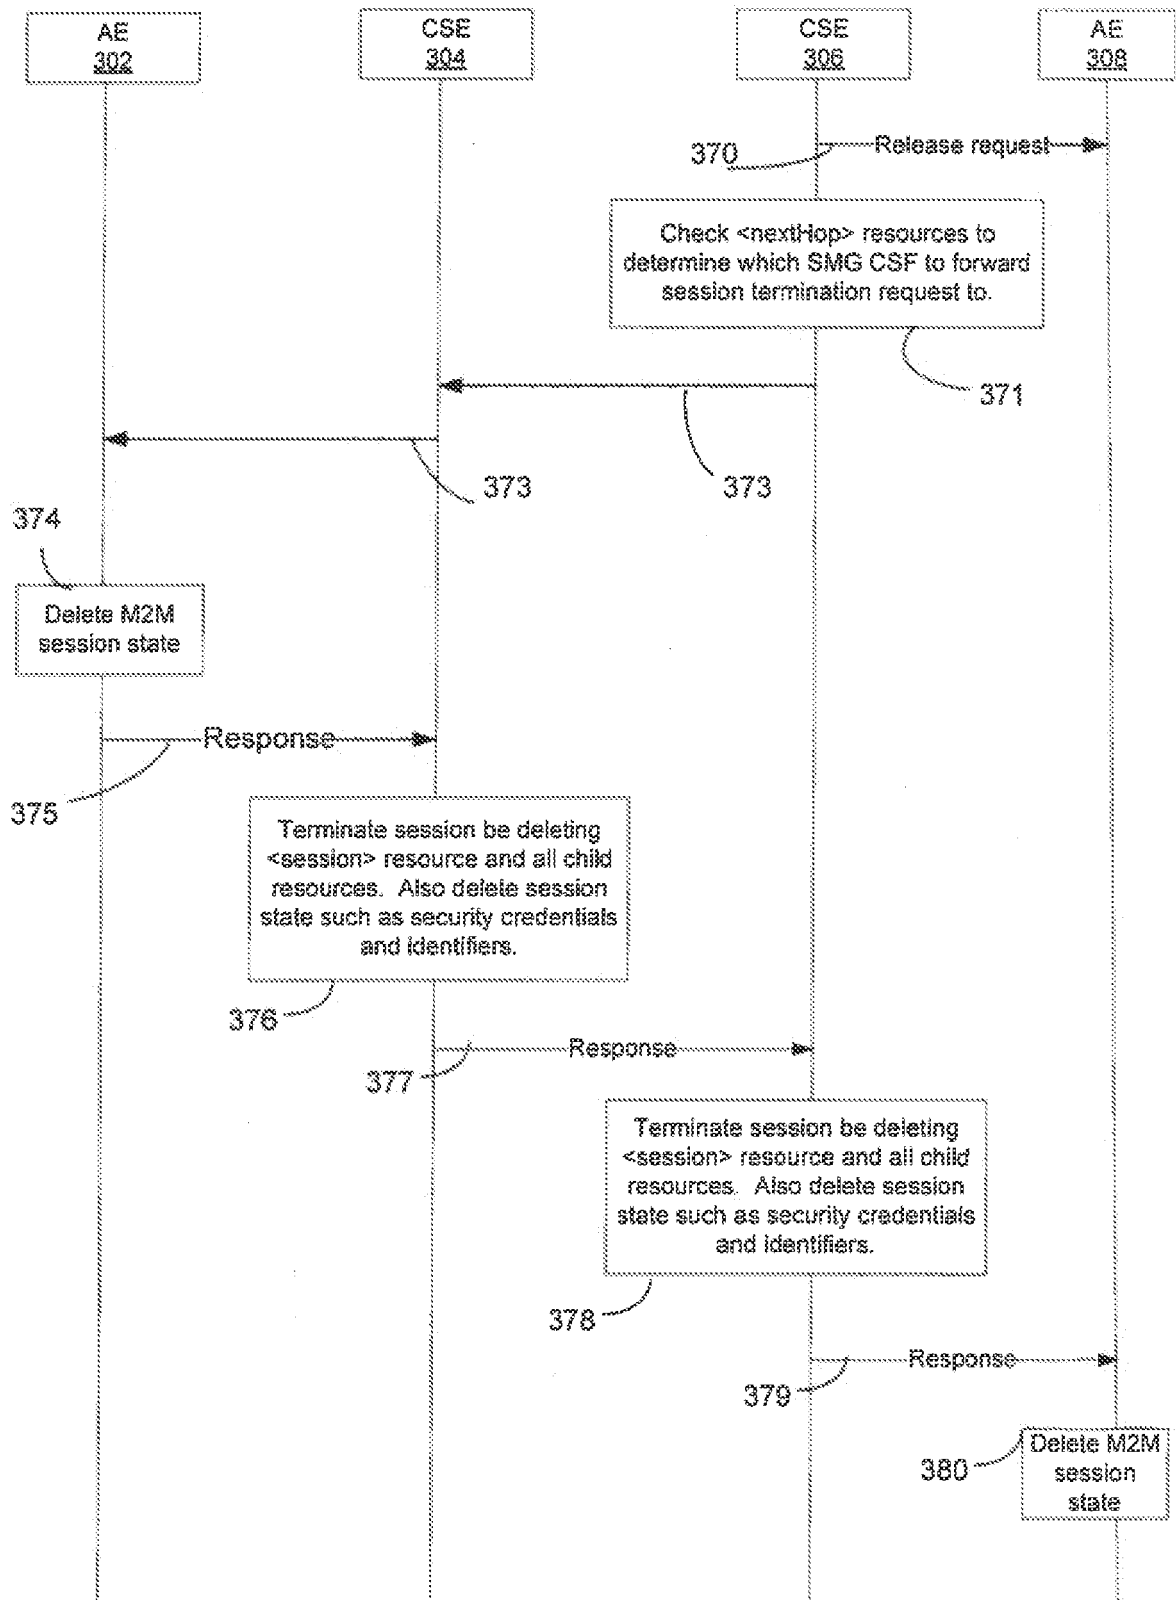 AE
302
CSE
304
CSE
306
AE
308
370
Release request
Check <nextHop> resources to
determine which SMG CSF to forward
session termination request to.
371
373
373
374
Delete M2M
session state
Response
375
Terminate session be deleting
<session> resource and all child
resources. Also delete session
state such as security credentials
and identifiers.
376
Response
377
Terminate session be deleting
<session> resource and all child
resources. Also delete session
state such as security credentials
and identifiers.
378
Response
379
380
Delete M2M
session
state